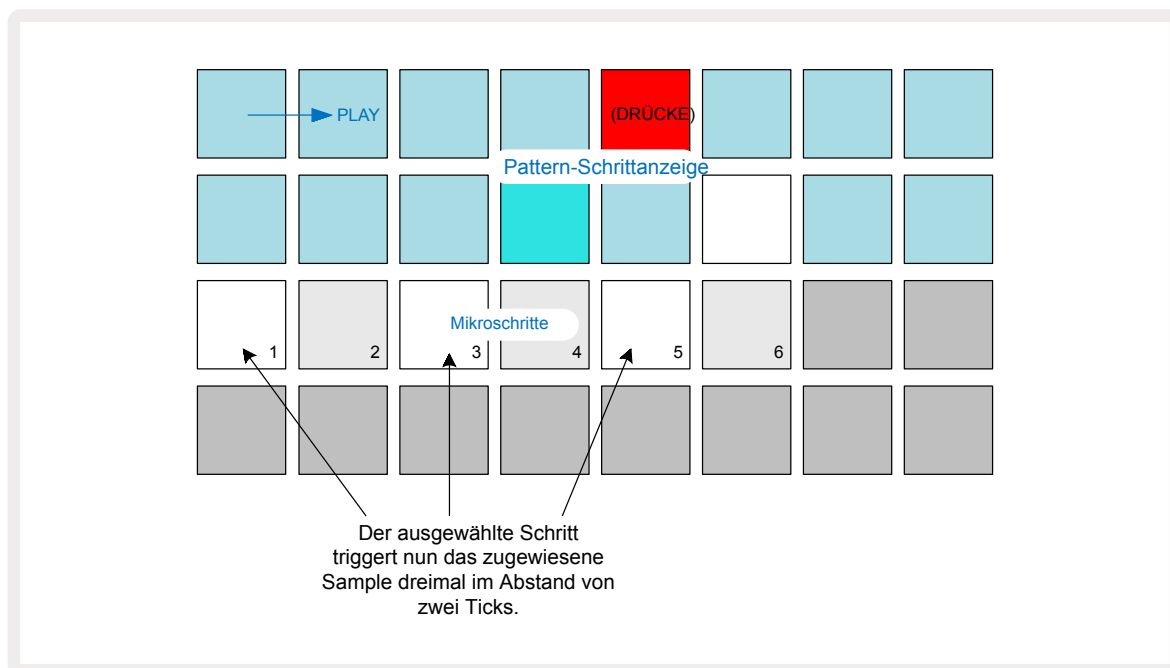 PLAY
(DRÜCKE)
Pattern-Schrittanzeige
Mikroschritte
1
2
3
4
5
6
Der ausgewählte Schritt
triggert nun das zugewiesene
Sample dreimal im Abstand von
zwei Ticks.